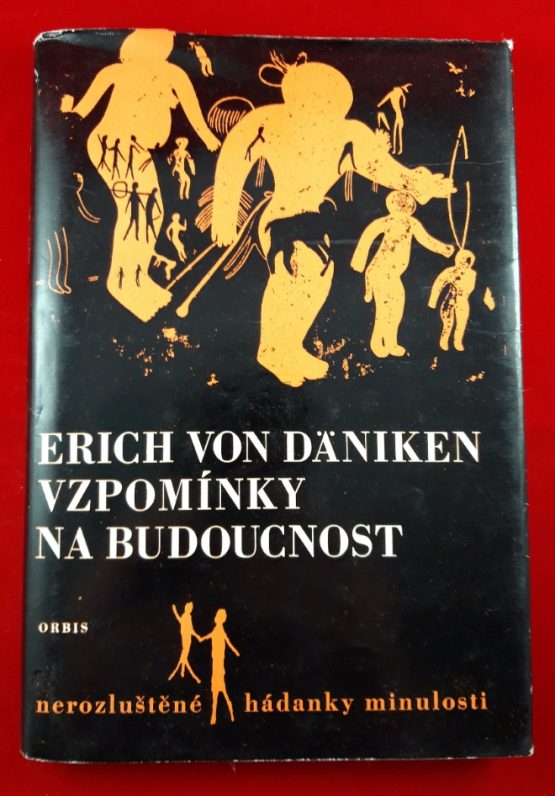 ERICH VON DÄNIKEN
VZPOMÍNKY
NA BUDOUCNOST
ORBIS
nerozluštěné hádanky minulosti